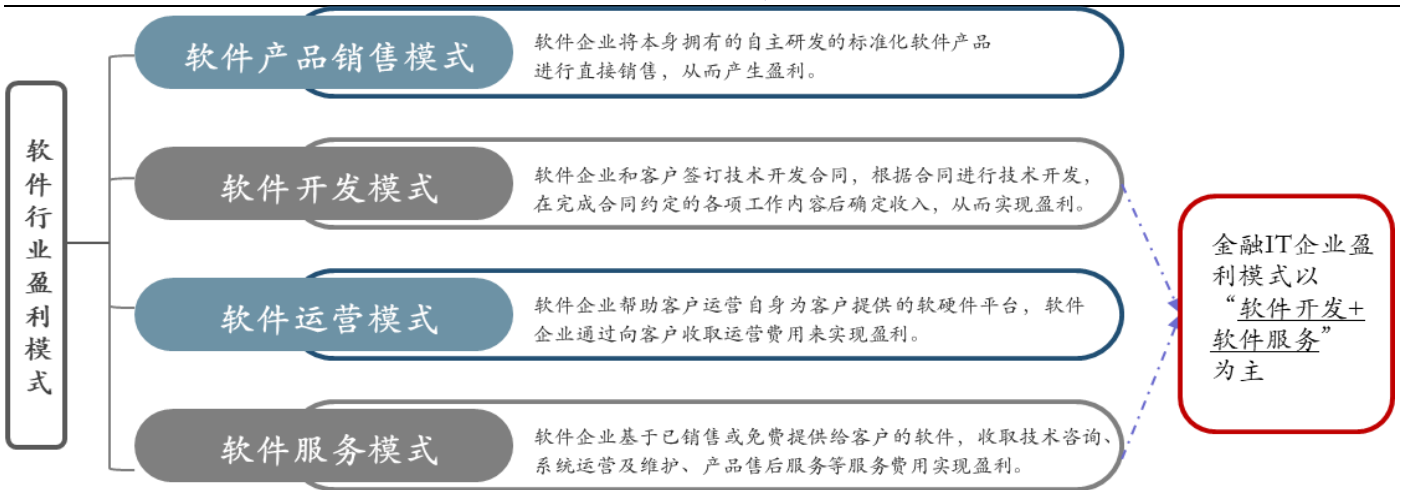 软件行业盈利模式
软件产品销售模式
软件企业将本身拥有的自主研发的标准化软件产品
进行直接销售，从而产生盈利。
软件开发模式
软件企业和客户签订技术开发合同，根据合同进行技术开发，
在完成合同约定的各项工作内容后确定收入，从而实现盈利。
软件运营模式
软件企业帮助客户运营自身为客户提供的软硬件平台，软件
企业通过向客户收取运营费用来实现盈利。
软件服务模式
软件企业基于已销售或免费提供给客户的软件，收取技术咨询、
系统运营及维护、产品售后服务等服务费用实现盈利。
金融IT企业盈
利模式以
“软件开发+
软件服务”
为主